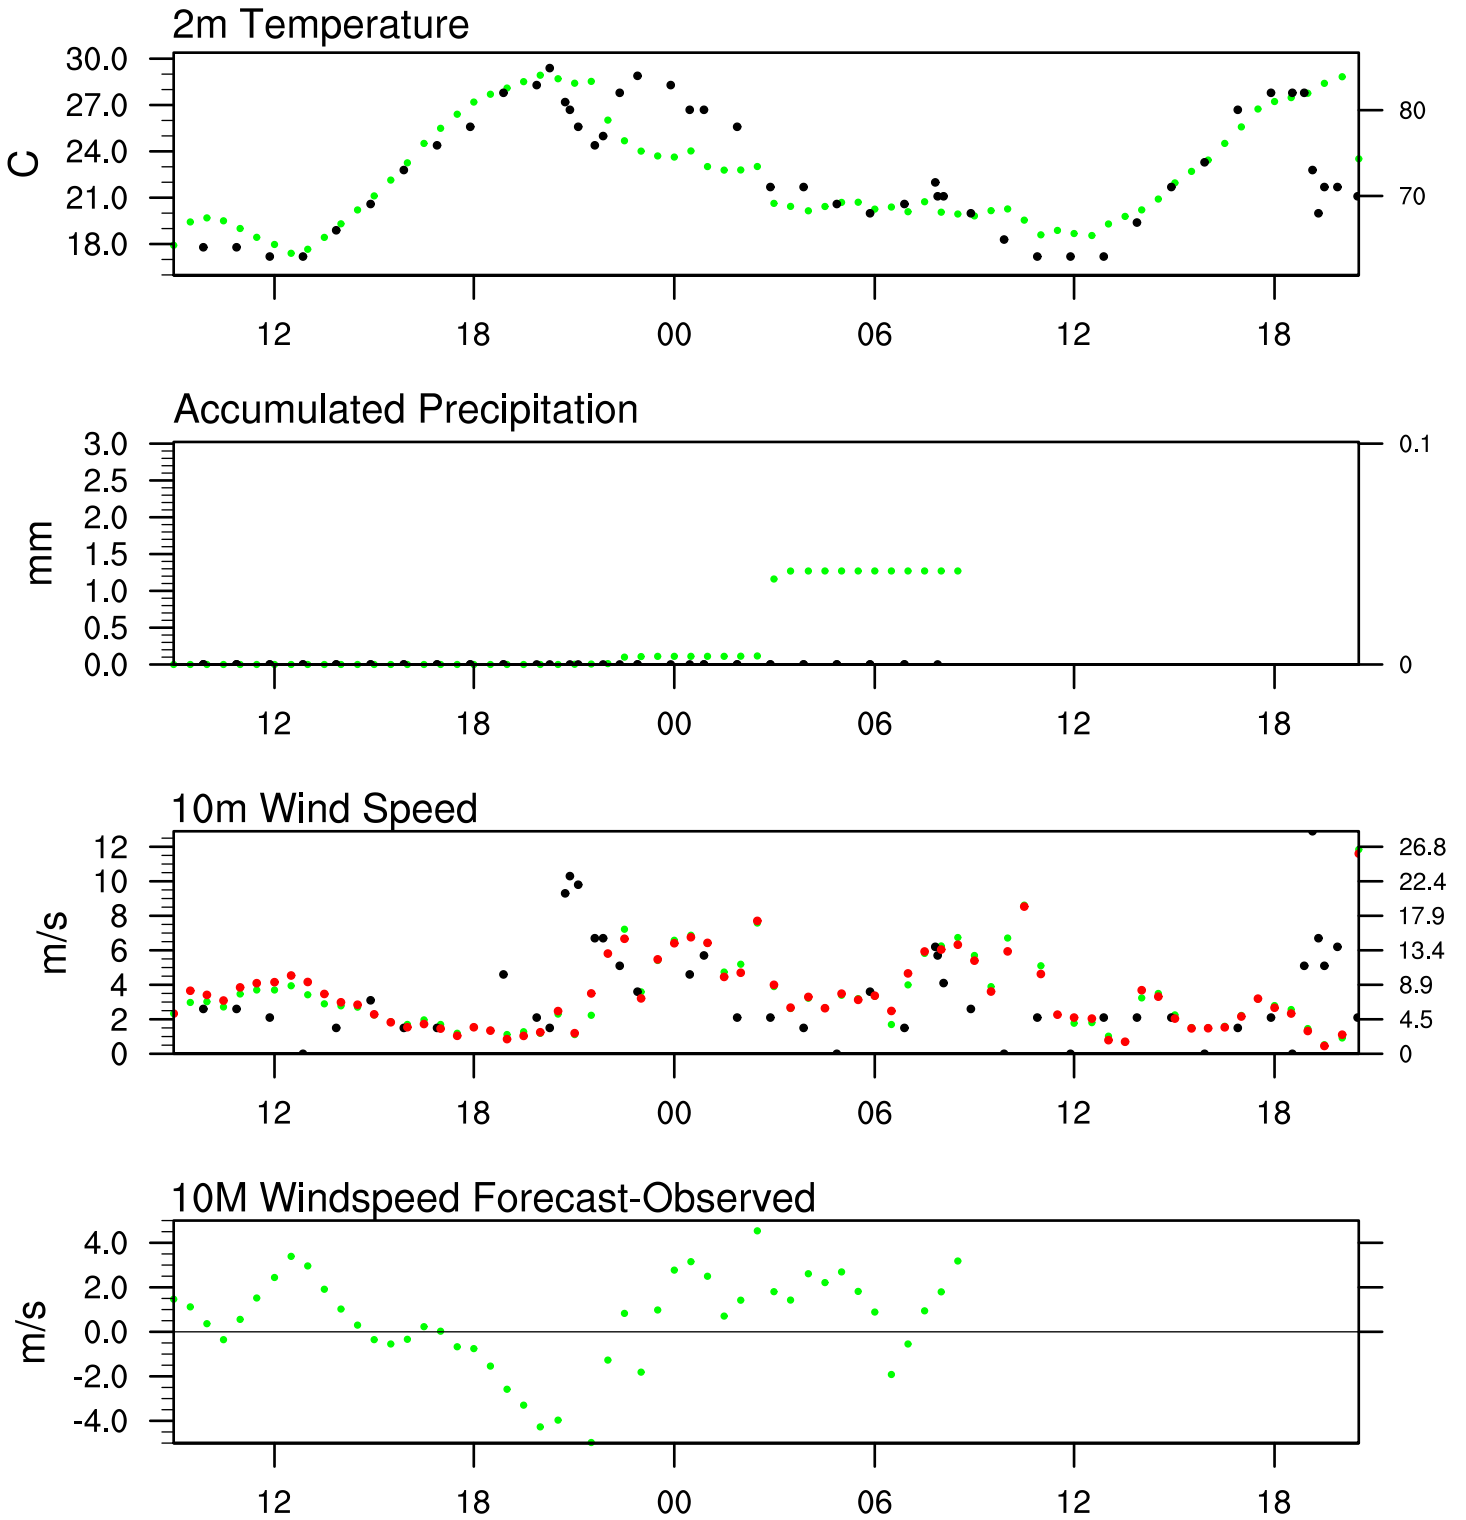 2m Temperature
30.0
27.0
24.0
21.0
18.0
C
80
70
12 18 00 06 12 18
Accumulated Precipitation
3.0
2.5
2.0
1.5
1.0
0.5
0.0
mm
0.1
0
12 18 00 06 12 18
10m Wind Speed
12
10
8
6
4
2
0
m/s
26.8
22.4
17.9
13.4
8.9
4.5
0
12 18 00 06 12 18
10M Windspeed Forecast-Observed
4.0
2.0
0.0
-2.0
-4.0
m/s
12 18 00 06 12 18